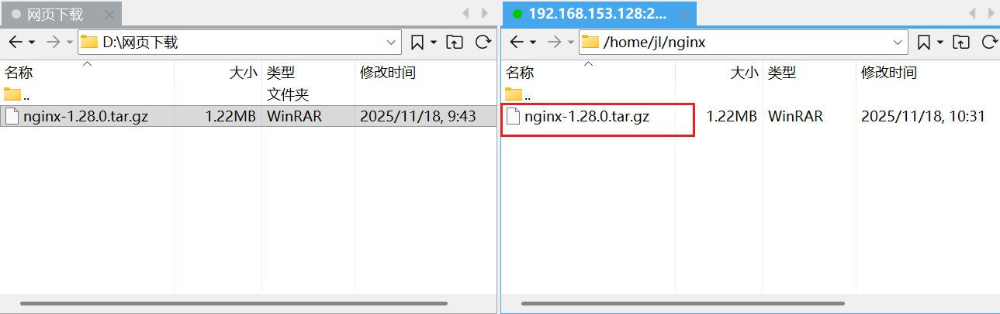 网页下载
D:\网页下载
名称 大小 类型 修改时间
.. 文件夹
nginx-1.28.0.tar.gz 1.22MB WinRAR 2025/11/18, 9:43
192.168.153.128:2...
/home/jl/nginx
名称 大小 类型 修改时间
..
nginx-1.28.0.tar.gz 1.22MB WinRAR 2025/11/18, 10:31